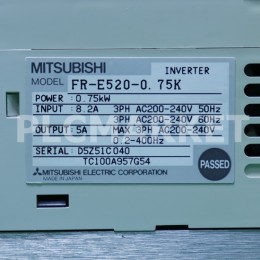 MITSUBISHI INVERTER
MODEL FR-E520-0.75K
POWER: 0.75kW
INPUT: 8.2A 3PH AC200-240V 50Hz
3PH AC200-240V 60Hz
OUTPUT: 5A MAX 3PH AC200-240V
0.2-400Hz
SERIAL: D5Z51C040
TC100A957G54
PASSED
MITSUBISHI ELECTRIC CORPORATION
MADE IN JAPAN